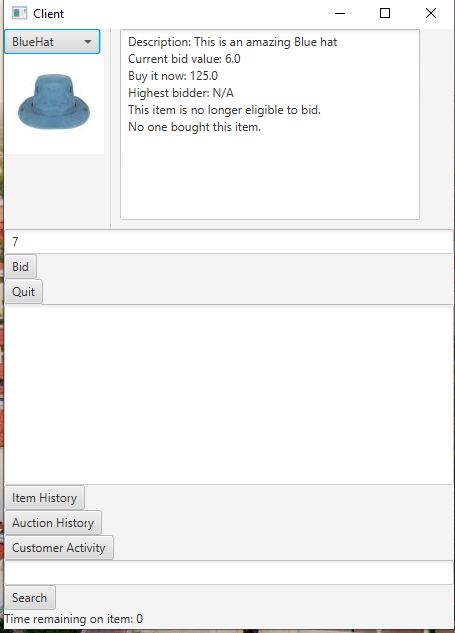 Client
BlueHat
Description: This is an amazing Blue hat
Current bid value: 6.0
Buy it now: 125.0
Highest bidder: N/A
This item is no longer eligible to bid.
No one bought this item.
7
Bid
Quit
Item History
Auction History
Customer Activity
Search
Time remaining on item: 0